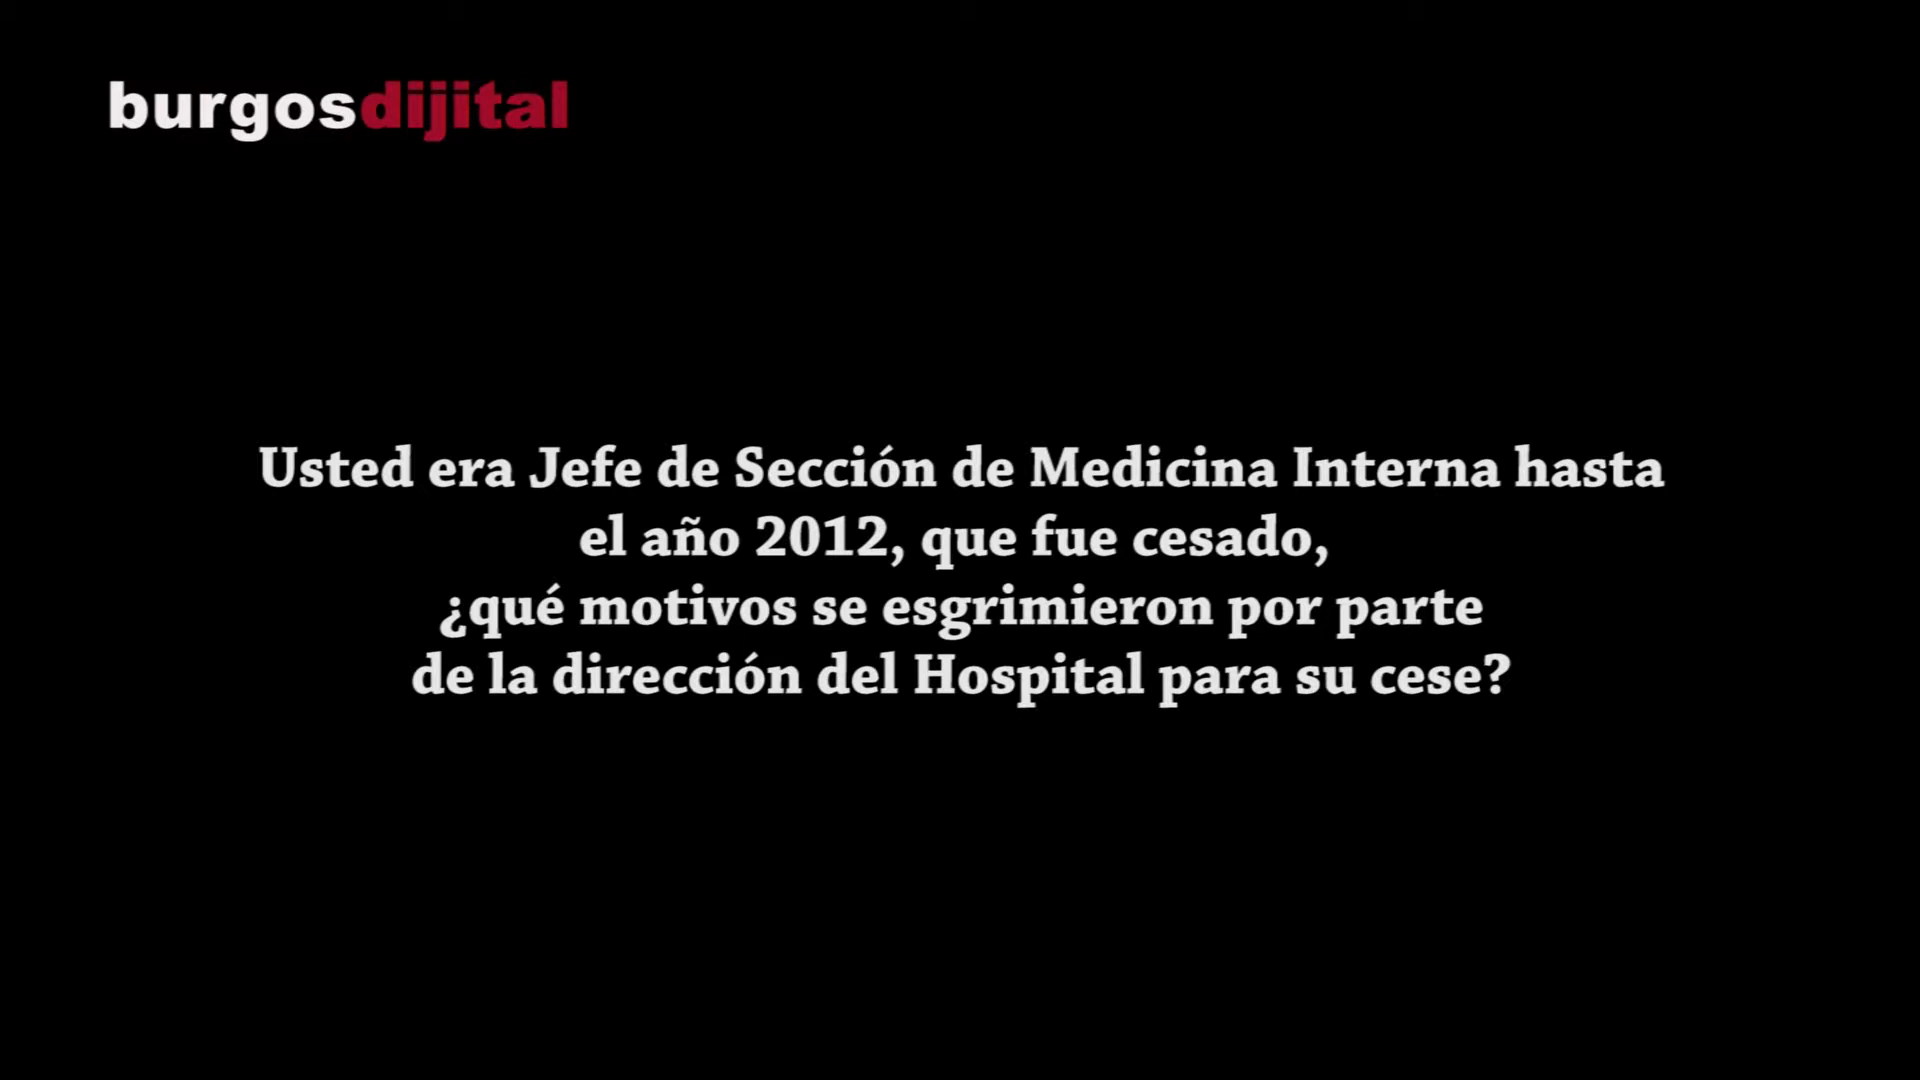 burgosdijital
Usted era Jefe de Sección de Medicina Interna hasta
el año 2012, que fue cesado,
¿qué motivos se esgrimieron por parte
de la dirección del Hospital para su cese?